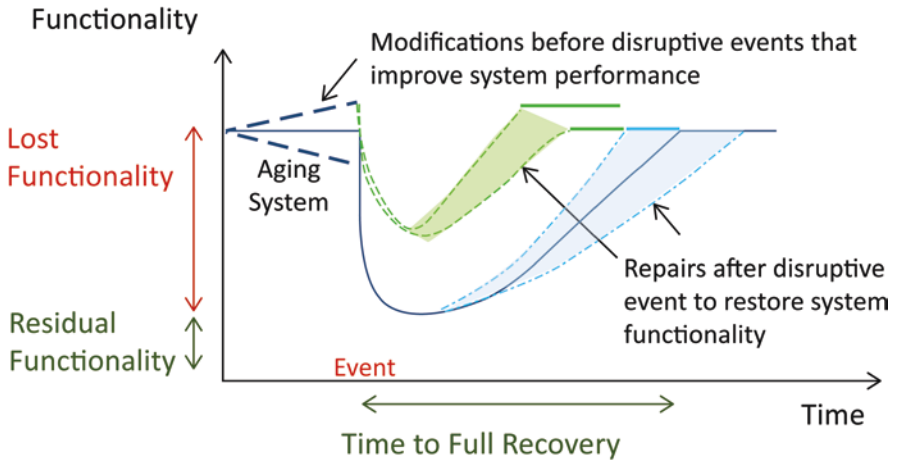 Functionality
Modifications before disruptive events that
improve system performance
Lost
Functionality
Aging
System
Repairs after disruptive
event to restore system
functionality
Residual
Functionality
Event
Time
Time to Full Recovery